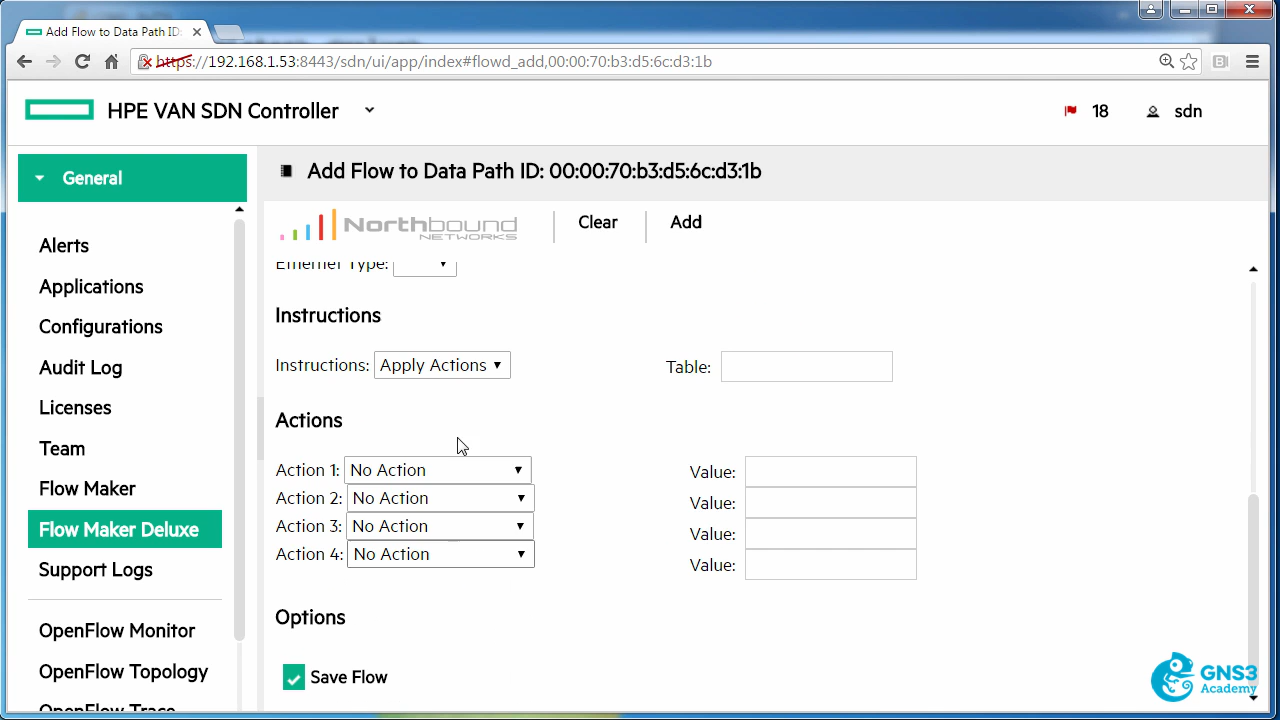 Add Flow to Data Path ID:
https://192.168.1.53:8443/sdn/ui/app/index#flowd_add,00:00:70:b3:d5:6c:d3:1b
HPE VAN SDN Controller
18
sdn
General
Add Flow to Data Path ID: 00:00:70:b3:d5:6c:d3:1b
Northbound
NETWORKS
Clear
Add
Alerts
Applications
Configurations
Audit Log
Licenses
Team
Flow Maker
Flow Maker Deluxe
Support Logs
OpenFlow Monitor
OpenFlow Topology
OpenFlow Trace
Ethernet Type:
Instructions
Instructions: Apply Actions
Table:
Actions
Action 1: No Action
Value:
Action 2: No Action
Value:
Action 3: No Action
Value:
Action 4: No Action
Value:
Options
Save Flow
GNS3
Academy